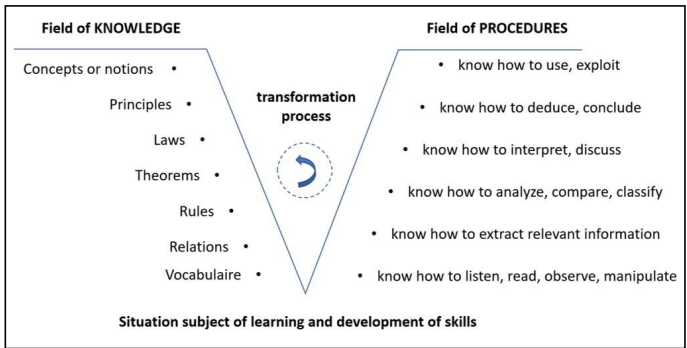 Field of KNOWLEDGE
Concepts or notions •
Principles •
Laws •
Theorems •
Rules •
Relations •
Vocabulaire •
transformation
process
Field of PROCEDURES
• know how to use, exploit
• know how to deduce, conclude
• know how to interpret, discuss
• know how to analyze, compare, classify
• know how to extract relevant information
• know how to listen, read, observe, manipulate
Situation subject of learning and development of skills